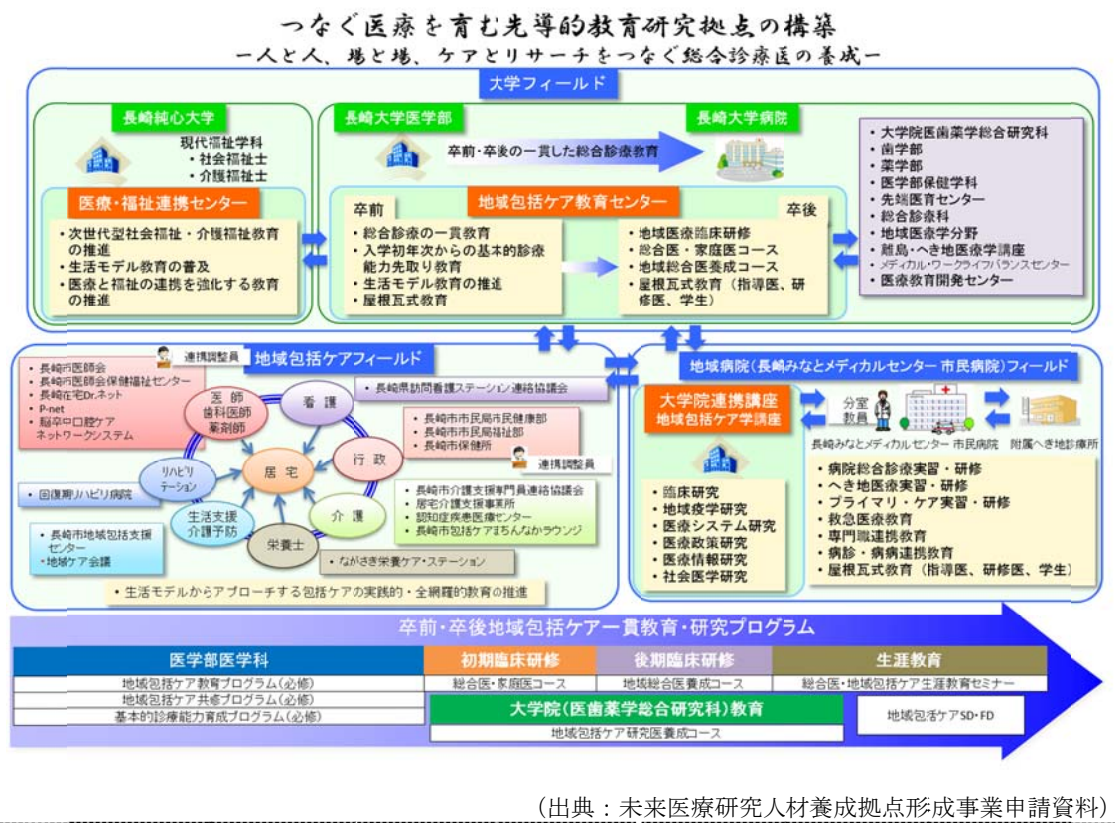 つなぐ医療を育む先導的教育研究拠点の構築
－人と人、場と場、ケアとリサーチをつなぐ総合診療医の養成－
大学フィールド
長崎純心大学
現代福祉学科
・社会福祉士
・介護福祉士
医療・福祉連携センター
・次世代型社会福祉・介護福祉教育
の推進
・生活モデル教育の普及
・医療と福祉の連携を強化する教育
の推進
長崎大学医学部
長崎大学病院
卒前・卒後の一貫した総合診療教育
卒前
地域包括ケア教育センター
卒後
・総合診療の一貫教育
・入学初年次からの基本的診療
能力先取り教育
・生活モデル教育の推進
・屋根瓦式教育
・地域医療臨床研修
・総合医・家庭医コース
・地域総合医養成コース
・屋根瓦式教育（指導医、研
修医、学生）
・大学院医歯薬学総合研究科
・歯学部
・薬学部
・医学部保健学科
・先端医育センター
・総合診療科
・地域医療学分野
・離島・へき地医療学講座
・メディカル・ワークライフバランスセンター
・医療教育開発センター
連携調整員
地域包括ケアフィールド
・長崎市医師会
・長崎市医師会保健福祉センター
・長崎在宅Dr.ネット
・P-net
・脳卒中口腔ケア
ネットワークシステム
医師
歯科医師
薬剤師
看護
・長崎県訪問看護ステーション連絡協議会
・長崎市市民局市民健康部
・長崎市市民局福祉部
・長崎市保健所
行政
連携調整員
リハビリ
テーション
居宅
・回復期リハビリ病院
・長崎市介護支援専門員連絡協議会
・居宅介護支援事業所
・認知症疾患医療センター
・長崎市包括ケアまちんなかラウンジ
生活支援
介護予防
介護
・長崎市地域包括支援
センター
・地域ケア会議
栄養士
・ながさき栄養ケア・ステーション
・生活モデルからアプローチする包括ケアの実践的・全網羅的教育の推進
地域病院（長崎みなとメディカルセンター 市民病院）フィールド
大学院連携講座
地域包括ケア学講座
分室
教員
長崎みなとメディカルセンター 市民病院
附属へき地診療所
・臨床研究
・地域疫学研究
・医療システム研究
・医療政策研究
・医療情報研究
・社会医学研究
・病院総合診療実習・研修
・へき地医療実習・研修
・プライマリ・ケア実習・研修
・救急医療教育
・専門職連携教育
・病診・病病連携教育
・屋根瓦式教育（指導医、研修医、学生）
卒前・卒後地域包括ケア一貫教育・研究プログラム
医学部医学科
初期臨床研修
後期臨床研修
生涯教育
地域包括ケア教育プログラム（必修）
総合医・家庭医コース
地域総合医養成コース
総合医・地域包括ケア生涯教育セミナー
地域包括ケア共修プログラム（必修）
基本的診療能力育成プログラム（必修）
大学院（医歯薬学総合研究科）教育
地域包括ケア研究医養成コース
地域包括ケアSD・FD
（出典：未来医療研究人材養成拠点形成事業申請資料）